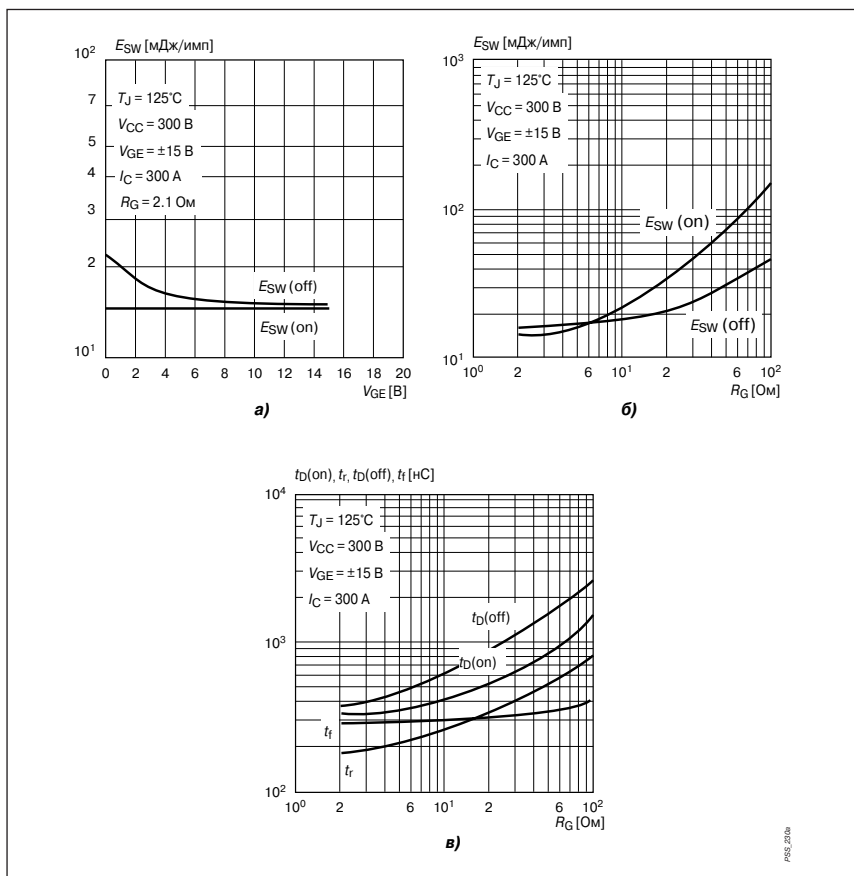 E_SW [мДж/имп]
10²
7
5
4
3
2
10¹
T_J = 125°C
V_CC = 300 В
V_GE = ±15 В
I_C = 300 А
R_G = 2.1 Ом
E_SW (off)
E_SW (on)
0 2 4 6 8 10 12 14 16 18 20
V_GE [В]
а)
E_SW [мДж/имп]
10³
10²
10¹
T_J = 125°C
V_CC = 300 В
V_GE = ±15 В
I_C = 300 А
E_SW (on)
E_SW (off)
10⁰ 2 6 10¹ 2 6 10²
R_G [Ом]
б)
t_D(on), t_r, t_D(off), t_f [нС]
10⁴
10³
10²
T_J = 125°C
V_CC = 300 В
V_GE = ±15 В
I_C = 300 А
t_D(off)
t_D(on)
t_f
t_r
10⁰ 2 6 10¹ 2 6 10²
R_G [Ом]
в)
PSS_230a